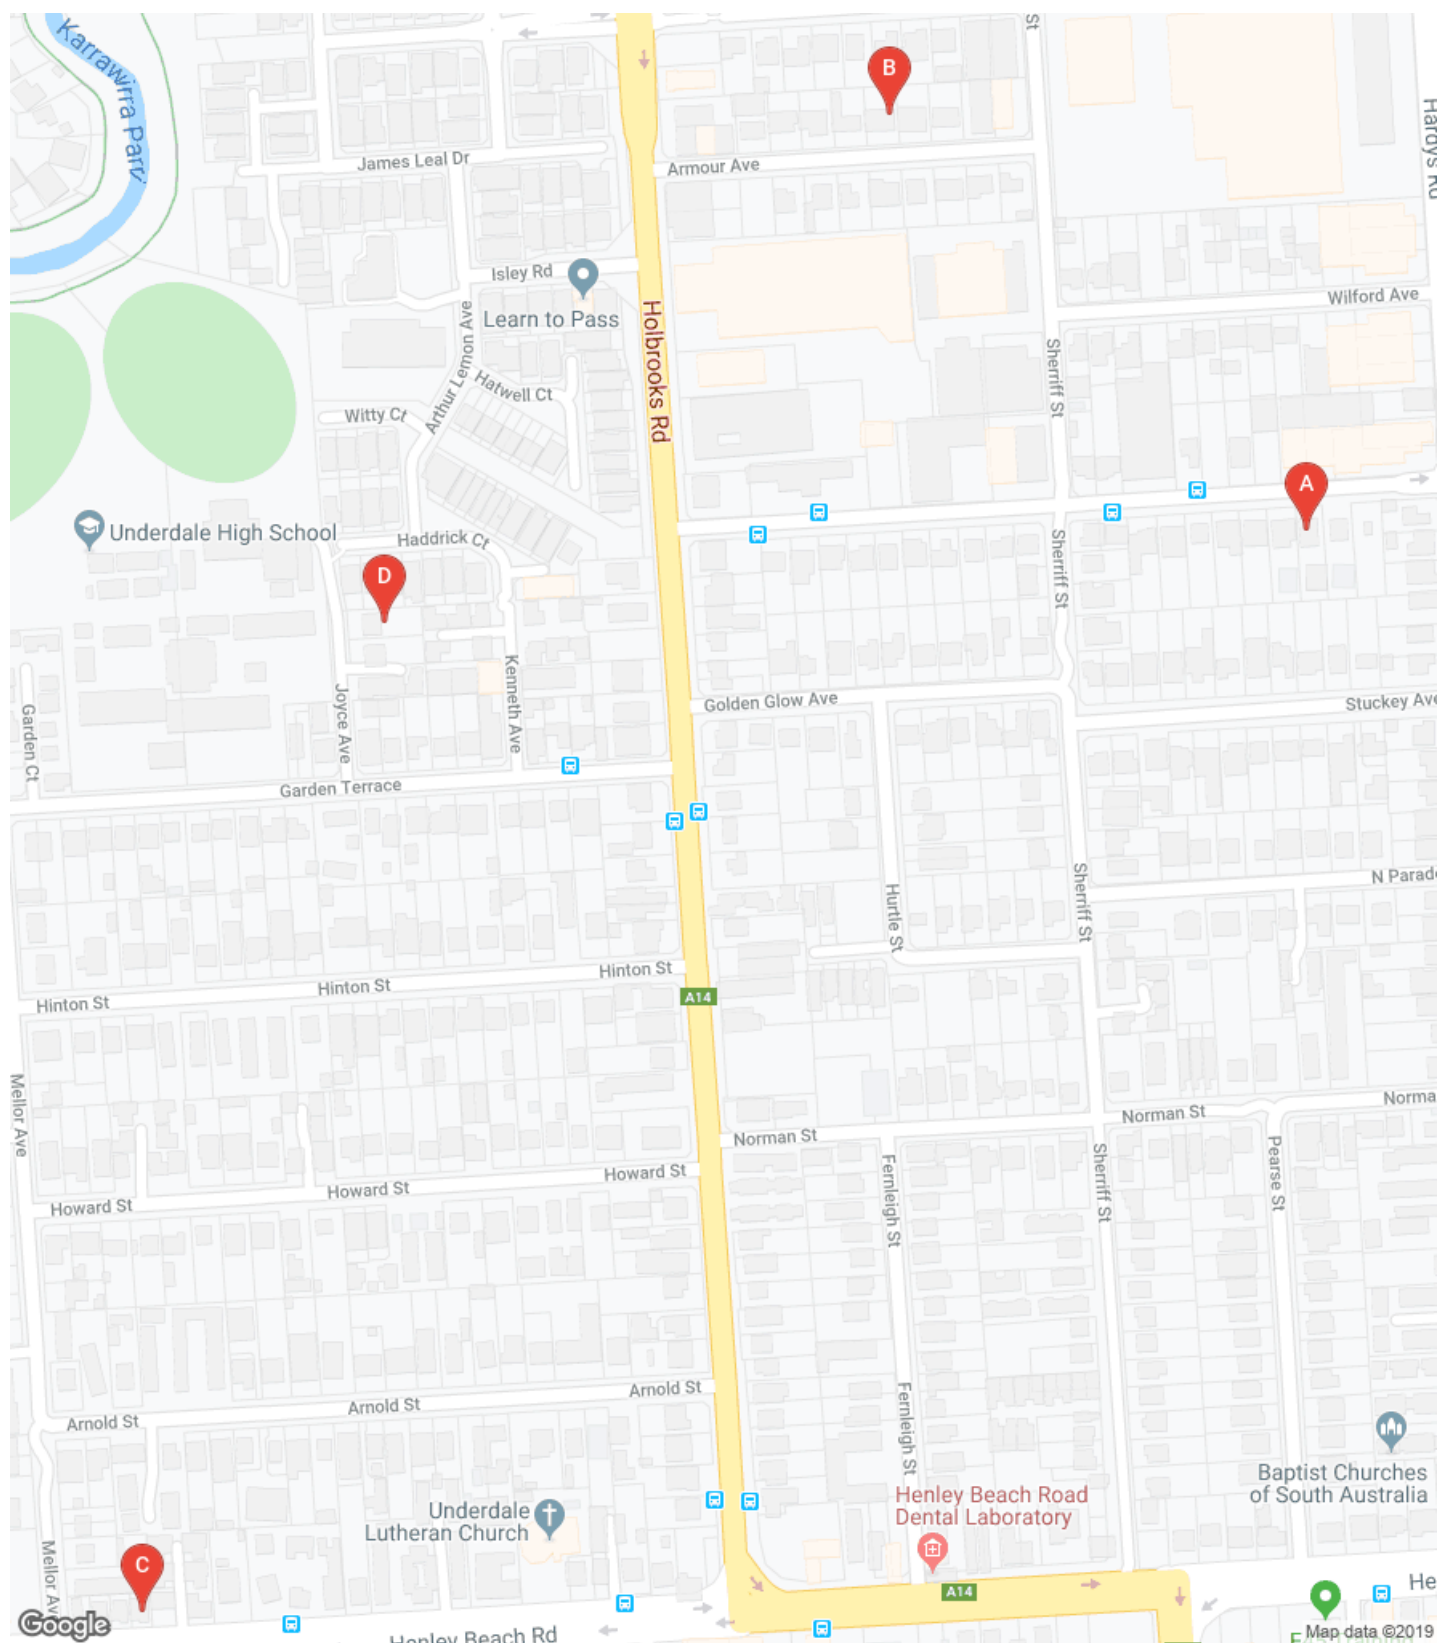 St
Karrawirra Parri
Hardys Rd
B
James Leal Dr
Armour Ave
Isley Rd
Learn to Pass
Wilford Ave
Holbrooks Rd
Arthur Lemon Ave
Hatwell Ct
Witty Ct
Sherriff St
A
Underdale High School
Haddrick Ct
Sherriff St
D
Kenneth Ave
Joyce Ave
Golden Glow Ave
Stuckey Ave
Garden Ct
Garden Terrace
N Parade
Hurtle St
Sherriff St
Hinton St
Hinton St
Hinton St
A14
Mellor Ave
Norman St
Norman St
Norma
Howard St
Howard St
Howard St
Fernleigh St
Sherriff St
Pearse St
Arnold St
Arnold St
Arnold St
Fernleigh St
Baptist Churches
of South Australia
Underdale
Lutheran Church
Henley Beach Road
Dental Laboratory
Mellor Ave
C
A14
He
Google
Henley Beach Rd
Map data ©2019